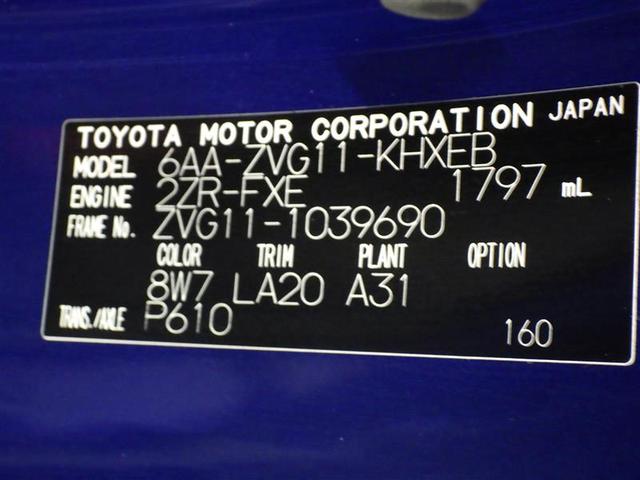 TOYOTA MOTOR CORPORATION JAPAN
MODEL 6AA-ZVG11-KHXEB
ENGINE 2ZR-FXE 1797 mL
FRAME No. ZVG11-1039690
COLOR TRIM PLANT OPTION
8W7 LA20 A31
TRANS./AXLE P610
160